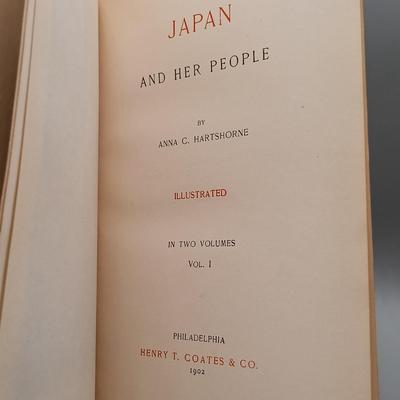 JAPAN
AND HER PEOPLE
BY
ANNA C. HARTSHORNE
ILLUSTRATED
IN TWO VOLUMES
VOL. I
PHILADELPHIA
HENRY T. COATES & CO.
1902